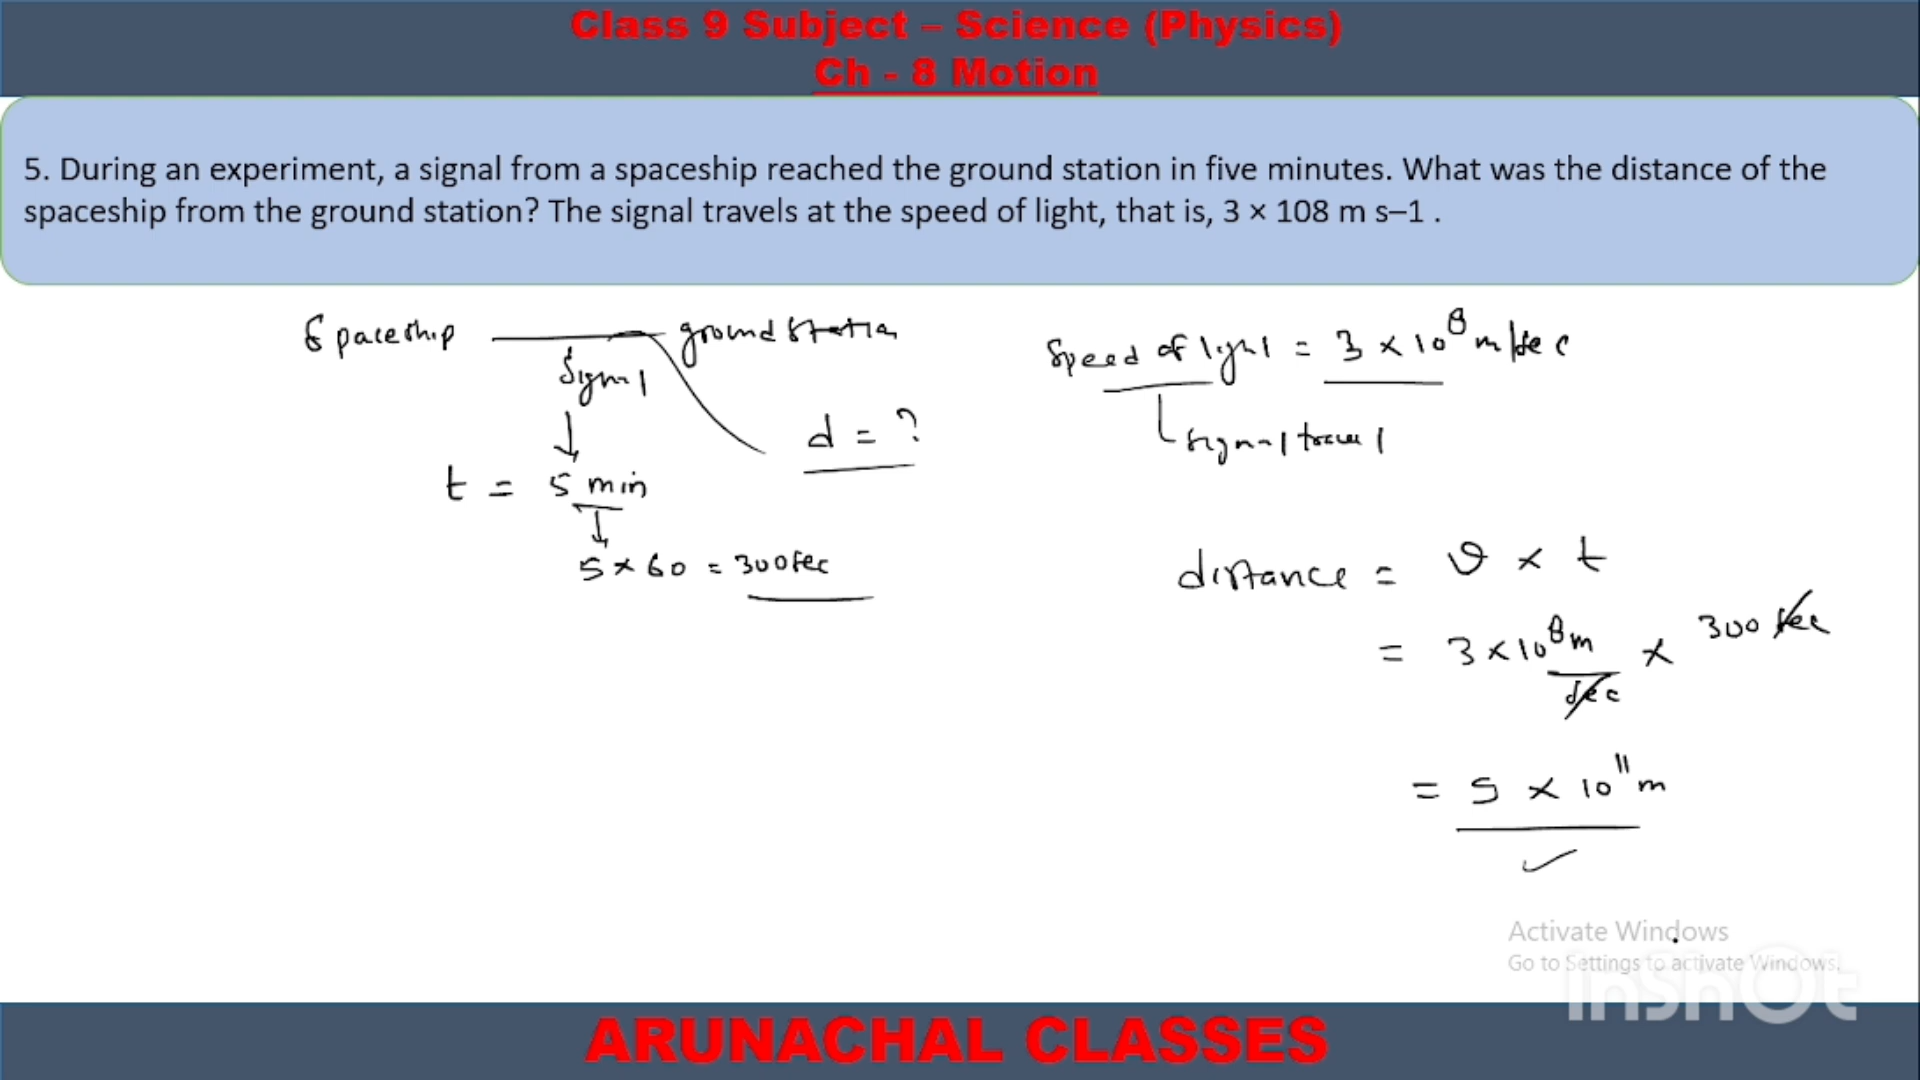 Class 9 Subject – Science (Physics)
Ch - 8 Motion
5. During an experiment, a signal from a spaceship reached the ground station in five minutes. What was the distance of the
spaceship from the ground station? The signal travels at the speed of light, that is, 3 × 108 m s–1 .
Spaceship ground station
Signal
d = ?
t = 5 min
5 × 60 = 300 sec
Speed of light = 3 × 10⁸ m/sec
signal travel
distance = v × t
= 3 × 10⁸ m/sec × 300 sec
= 5 × 10¹¹ m
Activate Windows
Go to Settings to activate Windows.
InShOt
ARUNACHAL CLASSES